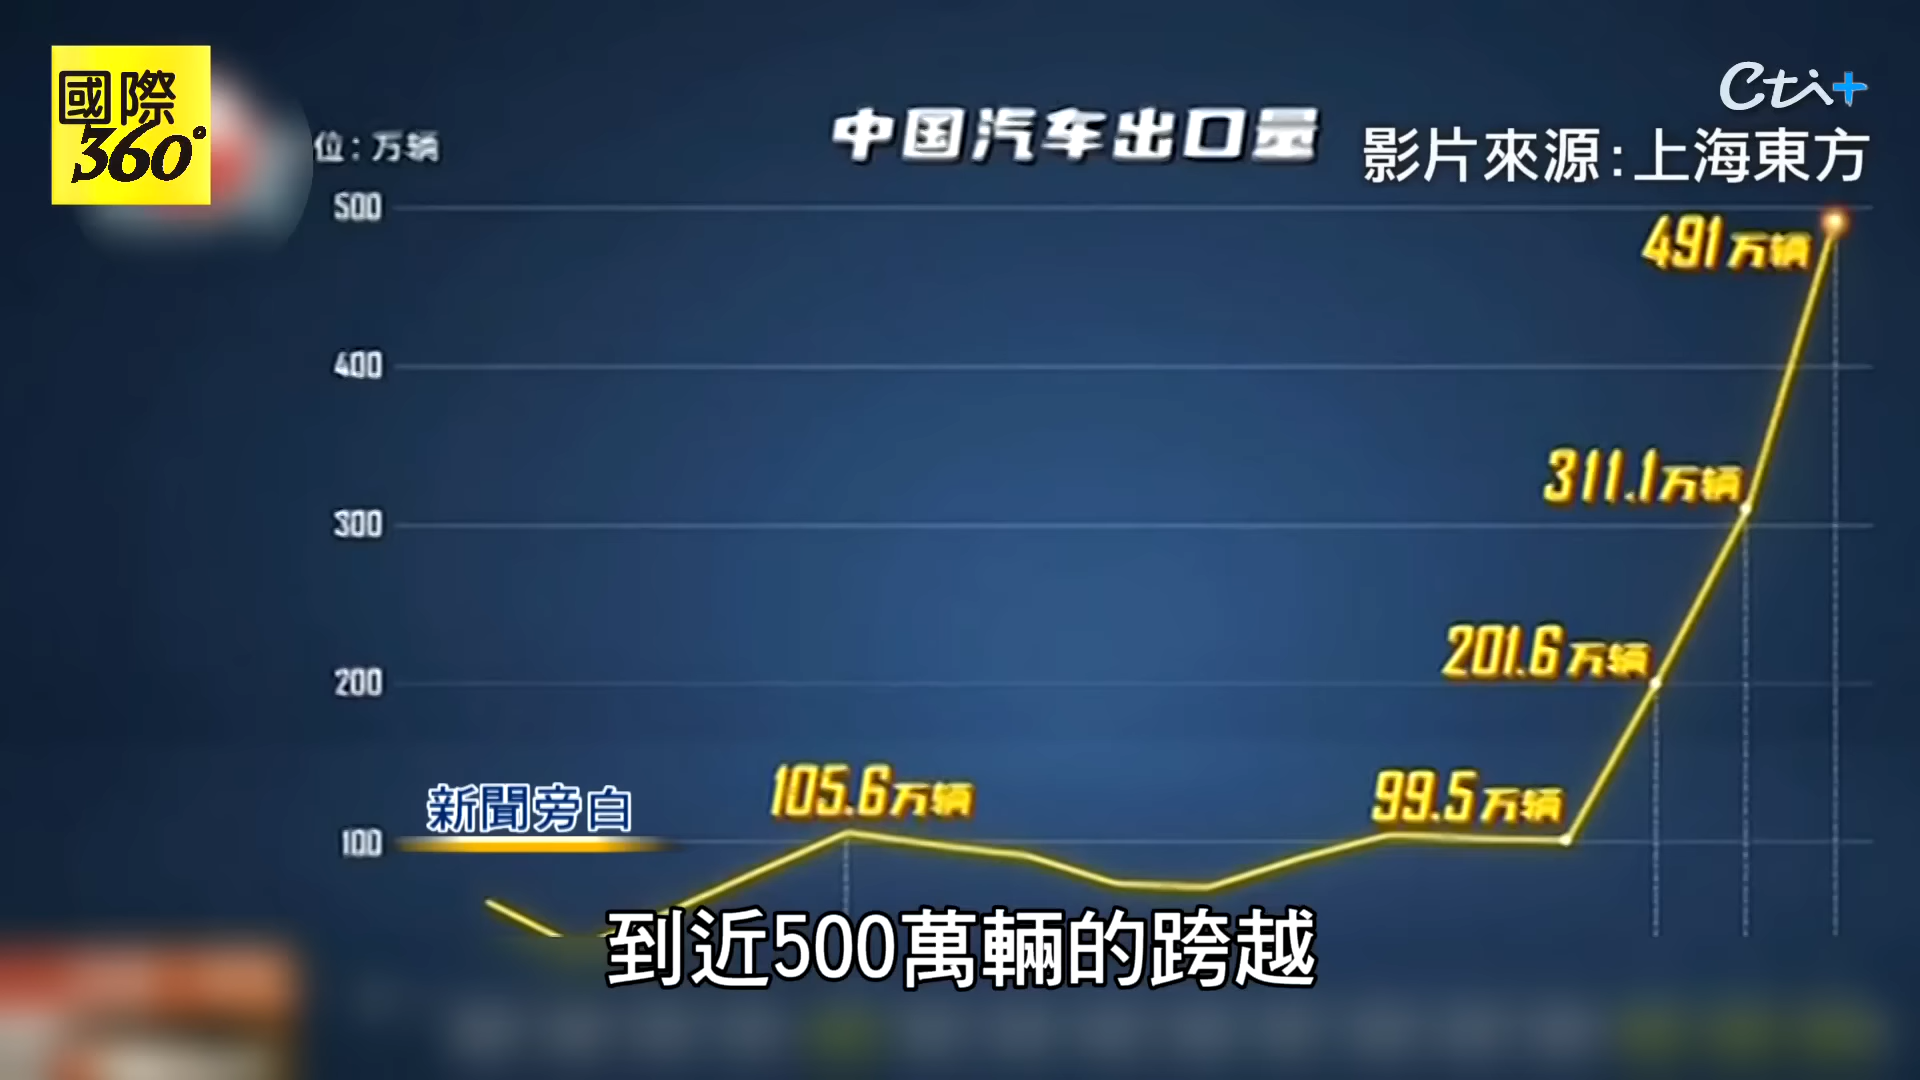 國際
360°
Cti+
位：万辆
中国汽车出口量
影片來源：上海東方
500
491万辆
400
311.1万辆
300
201.6万辆
200
105.6万辆
99.5万辆
新聞旁白
100
到近500萬輛的跨越